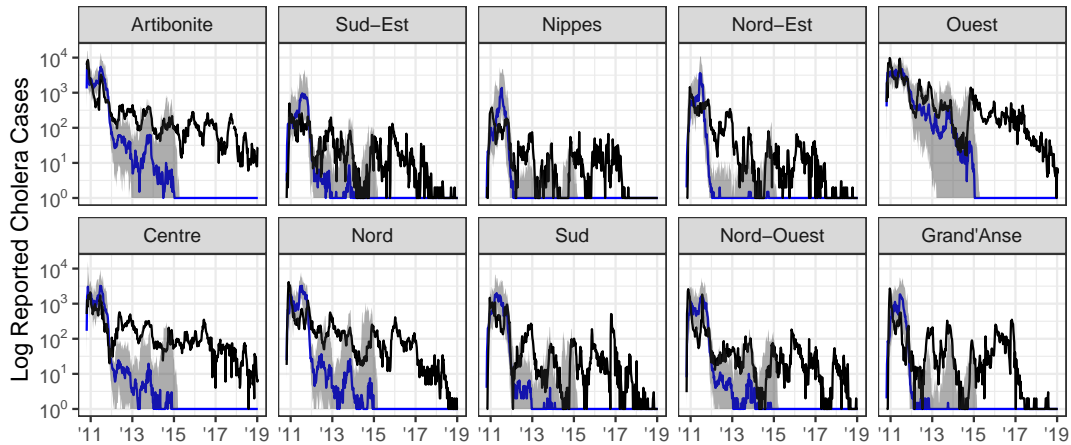 Artibonite Sud−Est Nippes Nord−Est Ouest
10⁴
10³
10²
10¹
10⁰
Centre Nord Sud Nord−Ouest Grand'Anse
10⁴
10³
10²
10¹
10⁰
'11 '13 '15 '17 '19 '11 '13 '15 '17 '19 '11 '13 '15 '17 '19 '11 '13 '15 '17 '19 '11 '13 '15 '17 '19
Log Reported Cholera Cases